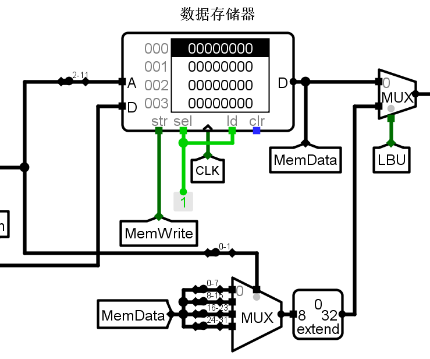 数据存储器
000 00000000
001 00000000
002 00000000
003 00000000
2-11
A
D
D
str sel ld clr
0
MUX
CLK
MemData
LBU
1
MemWrite
0-1
MemData
0-7
8-15
16-23
24-31
0
MUX
0
8 32
extend